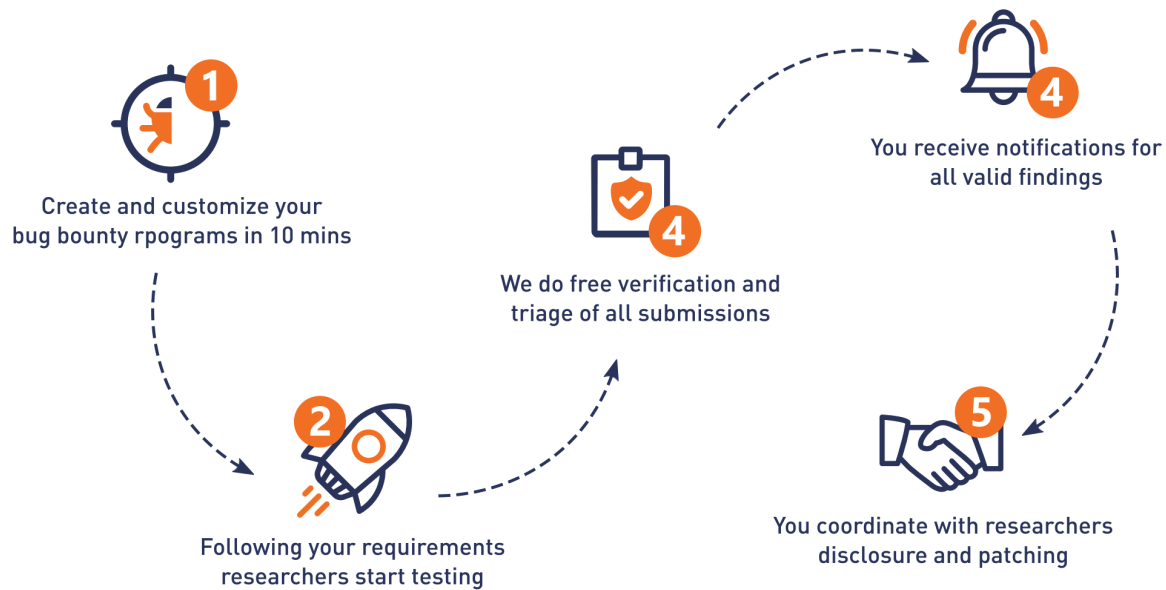 1
Create and customize your
bug bounty rpograms in 10 mins
2
Following your requirements
researchers start testing
4
We do free verification and
triage of all submissions
4
You receive notifications for
all valid findings
5
You coordinate with researchers
disclosure and patching